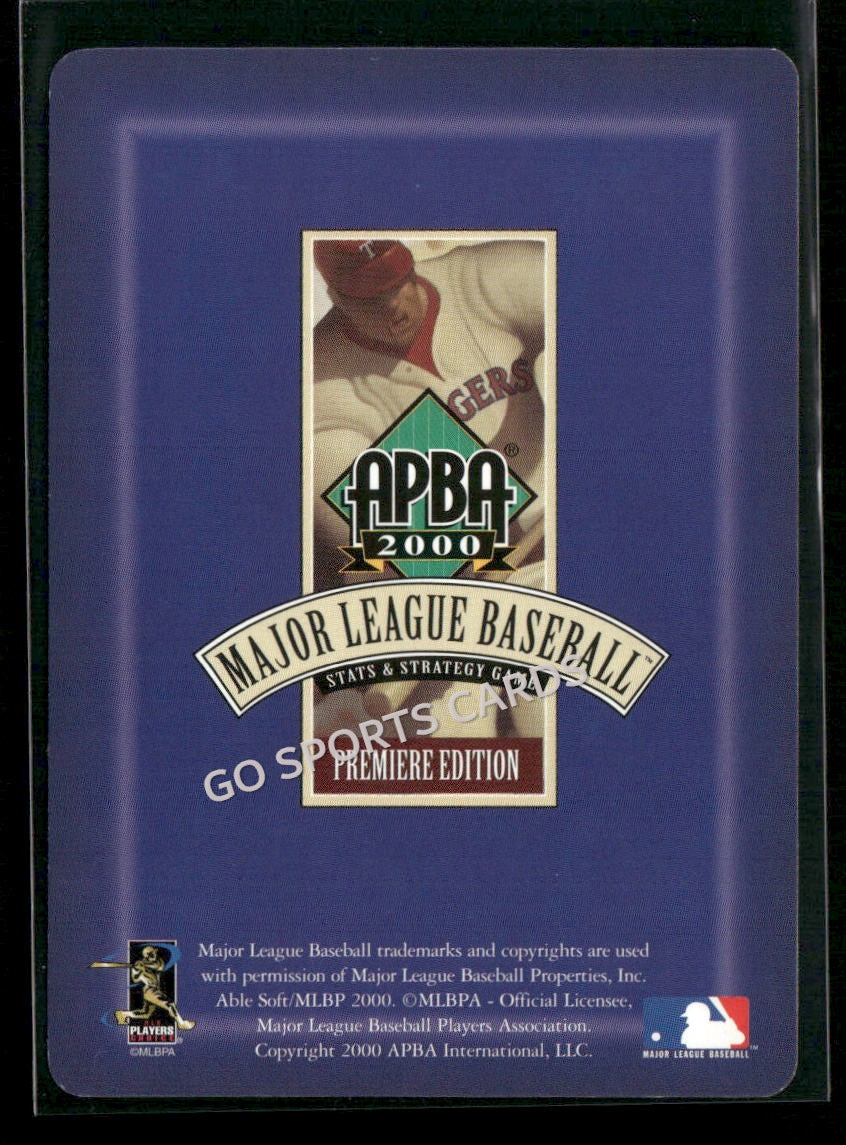 T
GERS
APBA®
2000
MAJOR LEAGUE BASEBALL™
STATS & STRATEGY GAME
GO SPORTS CARDS
PREMIERE EDITION
Major League Baseball trademarks and copyrights are used
with permission of Major League Baseball Properties, Inc.
Able Soft/MLBP 2000. ©MLBPA - Official Licensee,
Major League Baseball Players Association.
Copyright 2000 APBA International, LLC.
PLAYERS
CHOICE
©MLBPA
MAJOR LEAGUE BASEBALL™